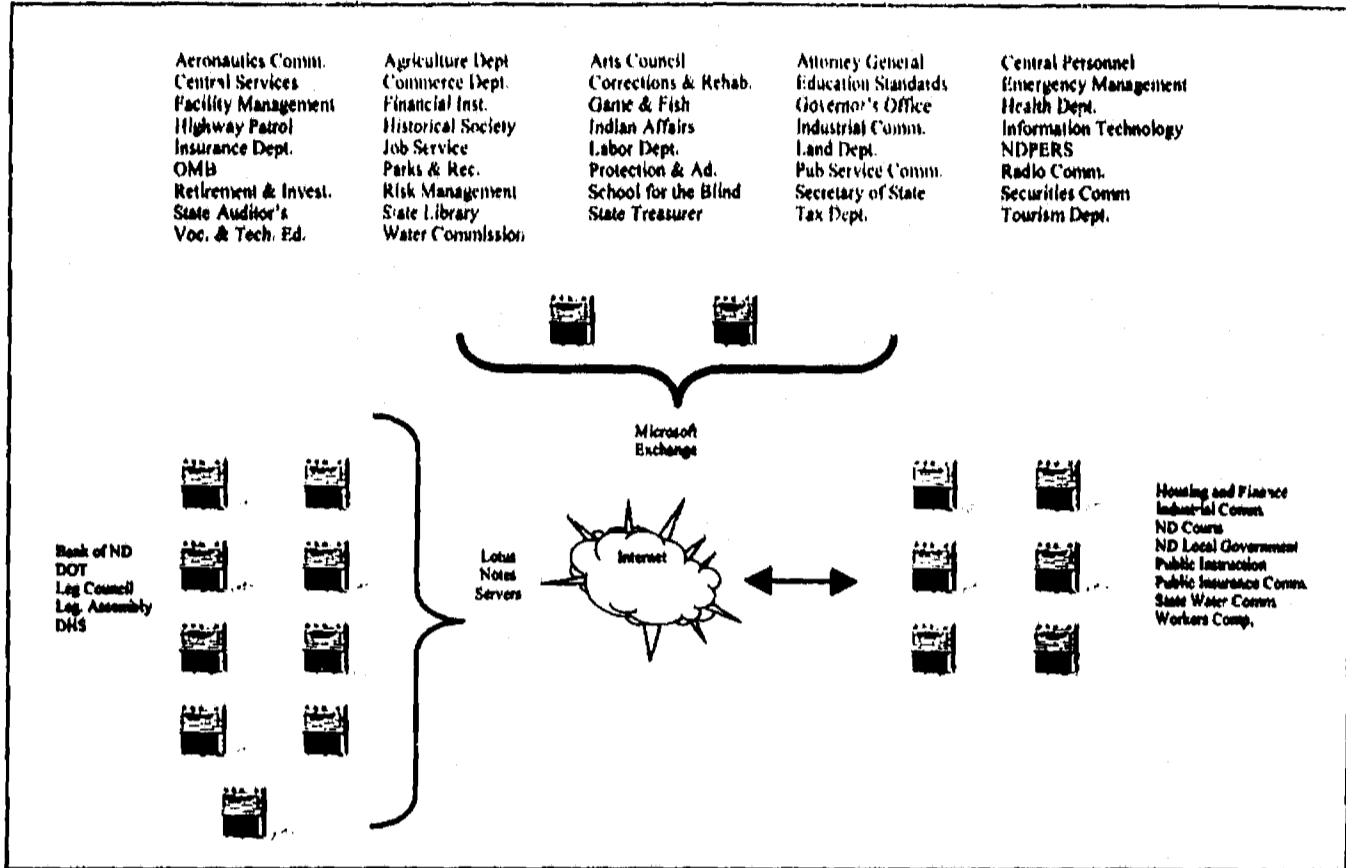 Aeronautics Comm.
Central Services
Facility Management
Highway Patrol
Insurance Dept.
OMB
Retirement & Invest.
State Auditor's
Voc. & Tech. Ed.
Agriculture Dept
Commerce Dept.
Financial Inst.
Historical Society
Job Service
Parks & Rec.
Risk Management
State Library
Water Commission
Arts Council
Corrections & Rehab.
Game & Fish
Indian Affairs
Labor Dept.
Protection & Ad.
School for the Blind
State Treasurer
Attorney General
Education Standards
Governor's Office
Industrial Comm.
Land Dept.
Pub Service Comm.
Secretary of State
Tax Dept.
Central Personnel
Emergency Management
Health Dept.
Information Technology
NDPERS
Radio Comm.
Securities Comm
Tourism Dept.
Microsoft
Exchange
Bank of ND
DOT
Leg Council
Leg. Assembly
DHS
Lotus
Notes
Servers
Internet
Housing and Finance
Industrial Comm
ND Courts
ND Local Government
Public Instruction
Public Insurance Comm.
State Water Comm
Workers Comp.